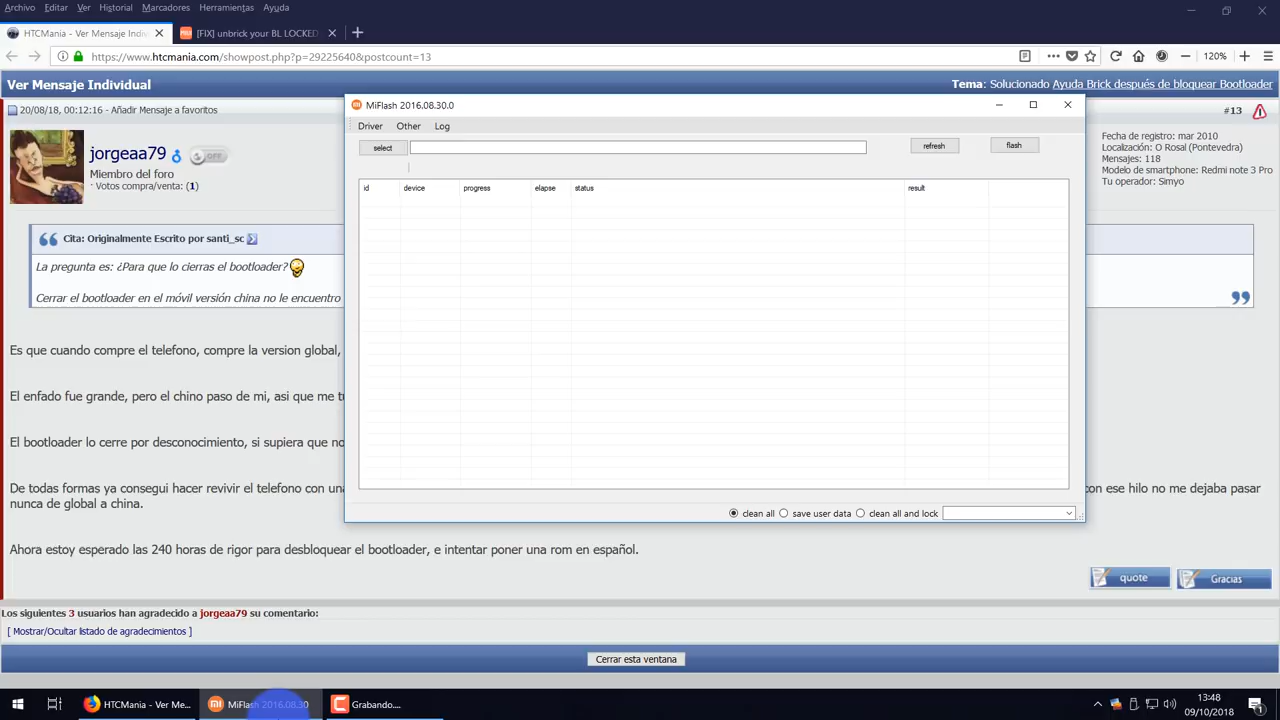 Archivo Editar Ver Historial Marcadores Herramientas Ayuda
HTCMania - Ver Mensaje Indiv
[FIX] unbrick your BL LOCKED
https://www.htcmania.com/showpost.php?p=29225640&postcount=13
120%
Ver Mensaje Individual
Tema: Solucionado Ayuda Brick después de bloquear Bootloader
20/08/18, 00:12:16 - Añadir Mensaje a favoritos
#13
jorgeaa79
OFF
Miembro del foro
· Votos compra/venta: (1)
Fecha de registro: mar 2010
Localización: O Rosal (Pontevedra)
Mensajes: 118
Modelo de smartphone: Redmi note 3 Pro
Tu operador: Simyo
Cita: Originalmente Escrito por santi_sc
La pregunta es: ¿Para que lo cierras el bootloader?
Cerrar el bootloader en el móvil versión china no le encuentro
Es que cuando compre el telefono, compre la version global,
El enfado fue grande, pero el chino paso de mi, asi que me tu
El bootloader lo cerre por desconocimiento, si supiera que no
De todas formas ya consegui hacer revivir el telefono con una
con ese hilo no me dejaba pasar
nunca de global a china.
Ahora estoy esperado las 240 horas de rigor para desbloquear el bootloader, e intentar poner una rom en español.
quote
Gracias
Los siguientes 3 usuarios han agradecido a jorgeaa79 su comentario:
[ Mostrar/Ocultar listado de agradecimientos ]
Cerrar esta ventana
MiFlash 2016.08.30.0
Driver Other Log
select
refresh
flash
id device progress elapse status result
clean all save user data clean all and lock
HTCMania - Ver Me...
MiFlash 2016.08.30
Grabando....
13:48
09/10/2018
1